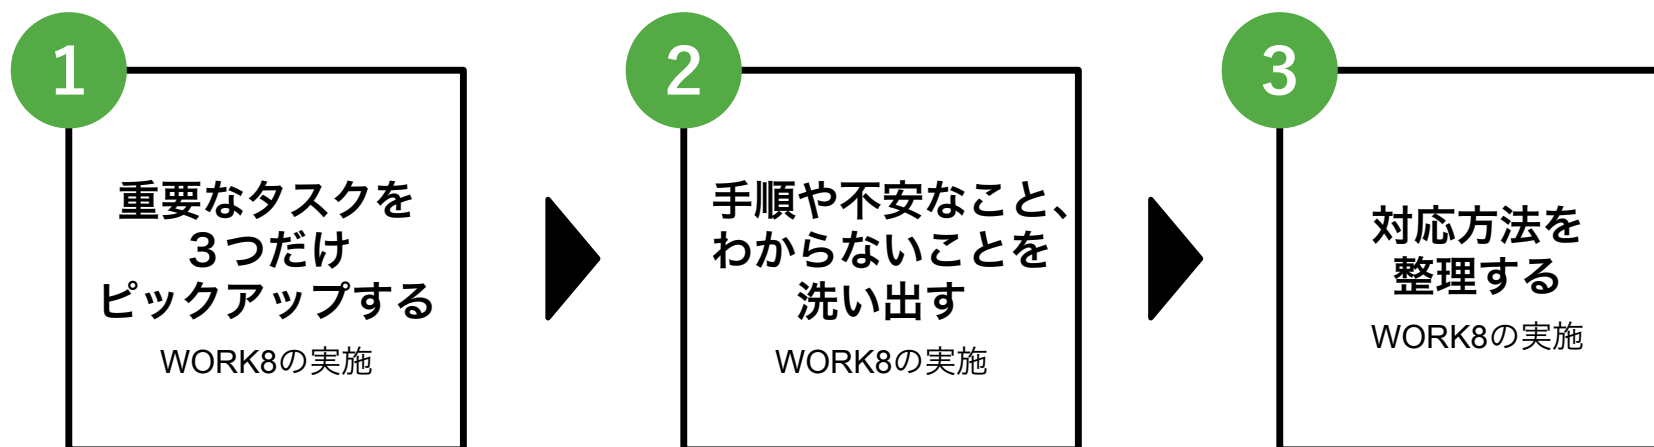 1
重要なタスクを
３つだけ
ピックアップする
WORK8の実施
2
手順や不安なこと、
わからないことを
洗い出す
WORK8の実施
3
対応方法を
整理する
WORK8の実施